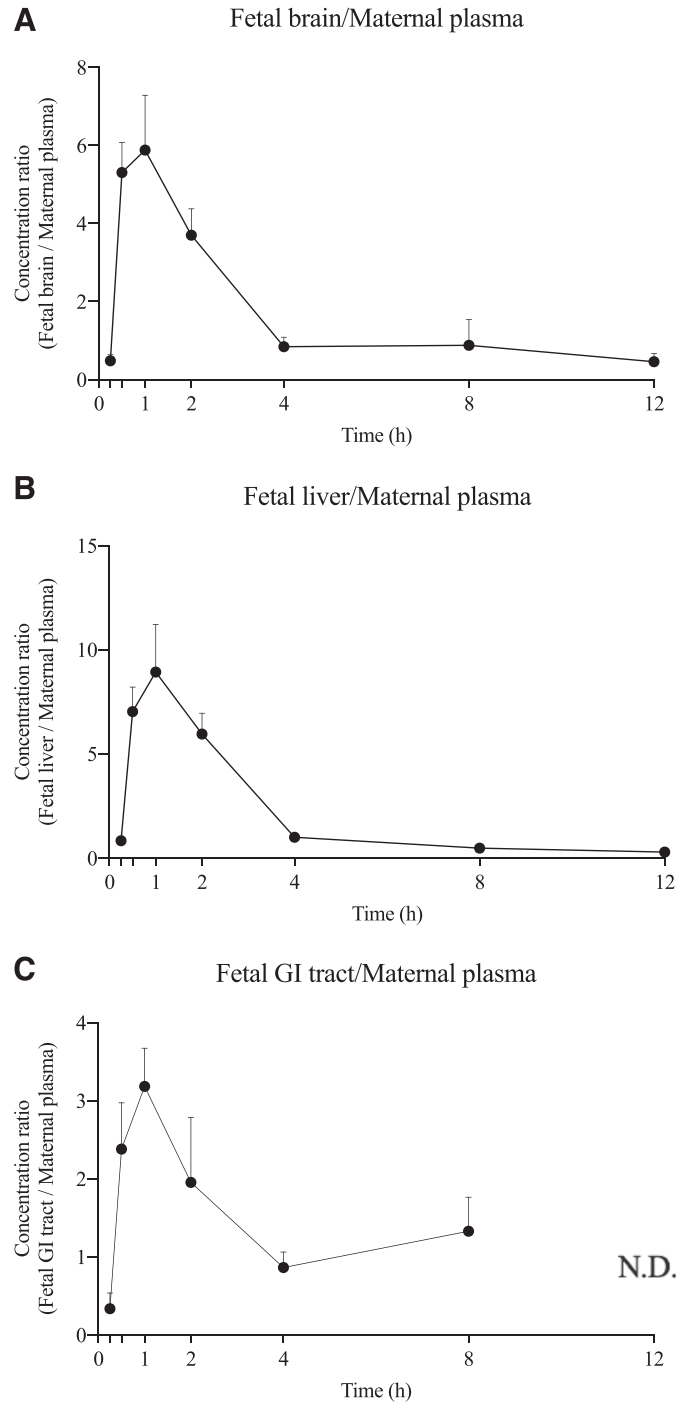 A
Fetal brain/Maternal plasma
Concentration ratio
(Fetal brain / Maternal plasma)
8
6
4
2
0
0 1 2 4 8 12
Time (h)
B
Fetal liver/Maternal plasma
Concentration ratio
(Fetal liver / Maternal plasma)
15
10
5
0
0 1 2 4 8 12
Time (h)
C
Fetal GI tract/Maternal plasma
Concentration ratio
(Fetal GI tract / Maternal plasma)
4
3
2
1
0
N.D.
0 1 2 4 8 12
Time (h)